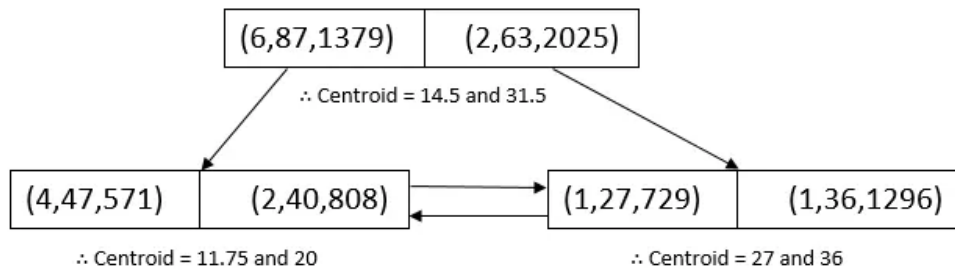 (6,87,1379) (2,63,2025)
∴ Centroid = 14.5 and 31.5
(4,47,571) (2,40,808) (1,27,729) (1,36,1296)
∴ Centroid = 11.75 and 20 ∴ Centroid = 27 and 36